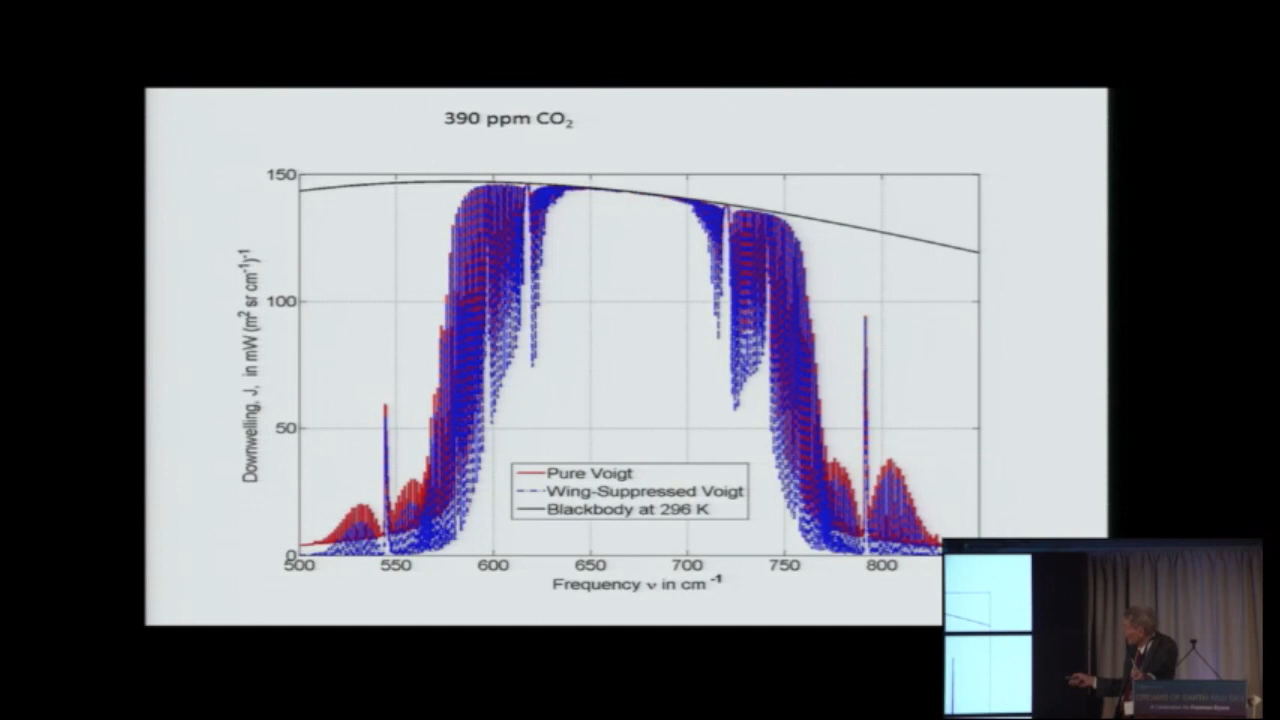 390 ppm CO₂
150
100
50
0
Downwelling, J, in mW (m² sr cm⁻¹)⁻¹
Pure Voigt
Wing-Suppressed Voigt
Blackbody at 296 K
500 550 600 650 700 750 800
Frequency ν in cm ⁻¹